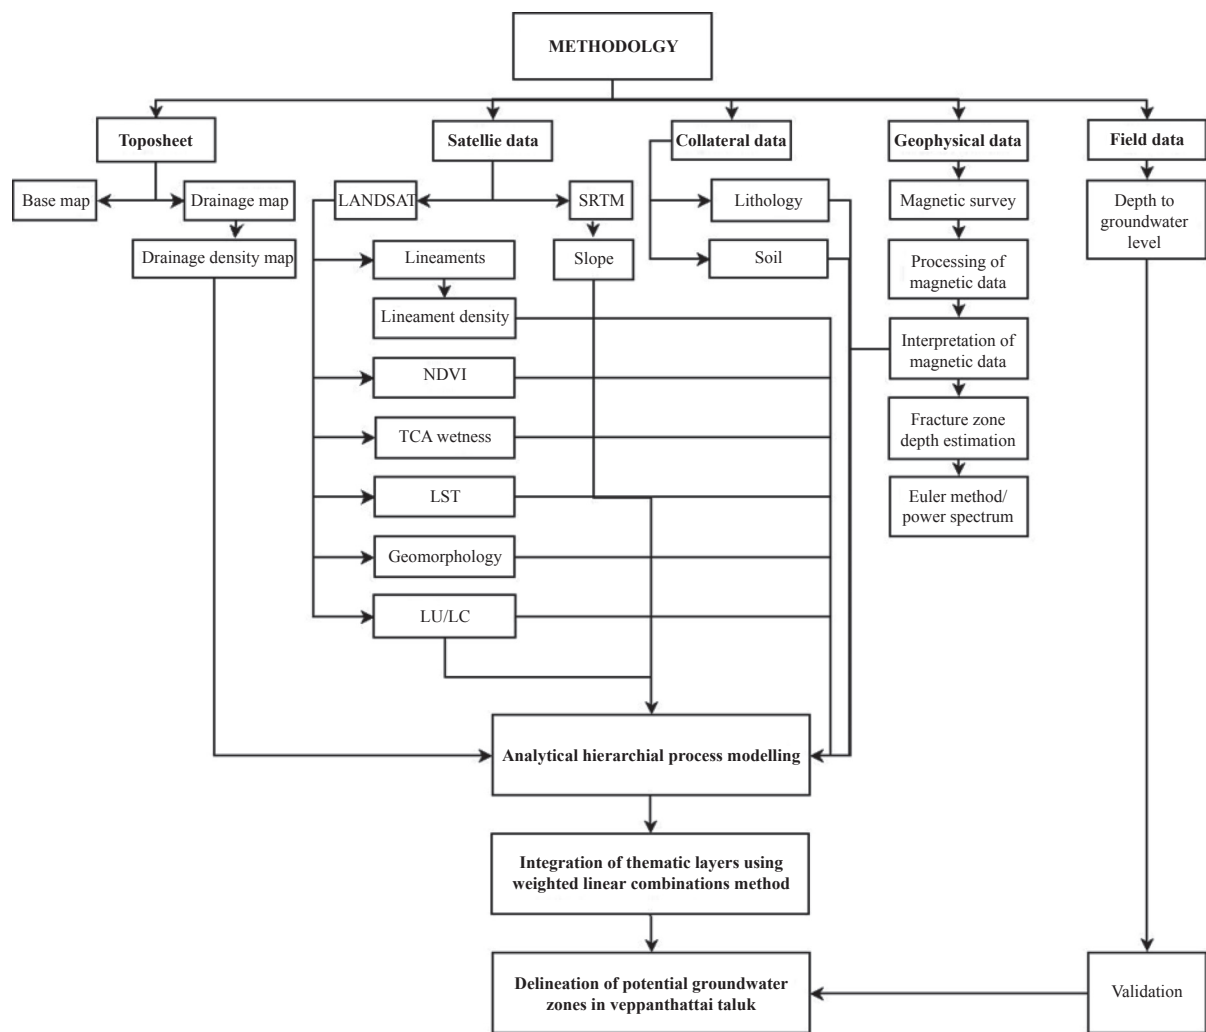 METHODOLGY
Toposheet
Satellie data
Collateral data
Geophysical data
Field data
Base map
Drainage map
LANDSAT
SRTM
Lithology
Magnetic survey
Depth to
groundwater
level
Drainage density map
Lineaments
Slope
Soil
Processing of
magnetic data
Lineament density
Interpretation of
magnetic data
NDVI
Fracture zone
depth estimation
TCA wetness
LST
Euler method/
power spectrum
Geomorphology
LU/LC
Analytical hierarchial process modelling
Integration of thematic layers using
weighted linear combinations method
Delineation of potential groundwater
zones in veppanthattai taluk
Validation